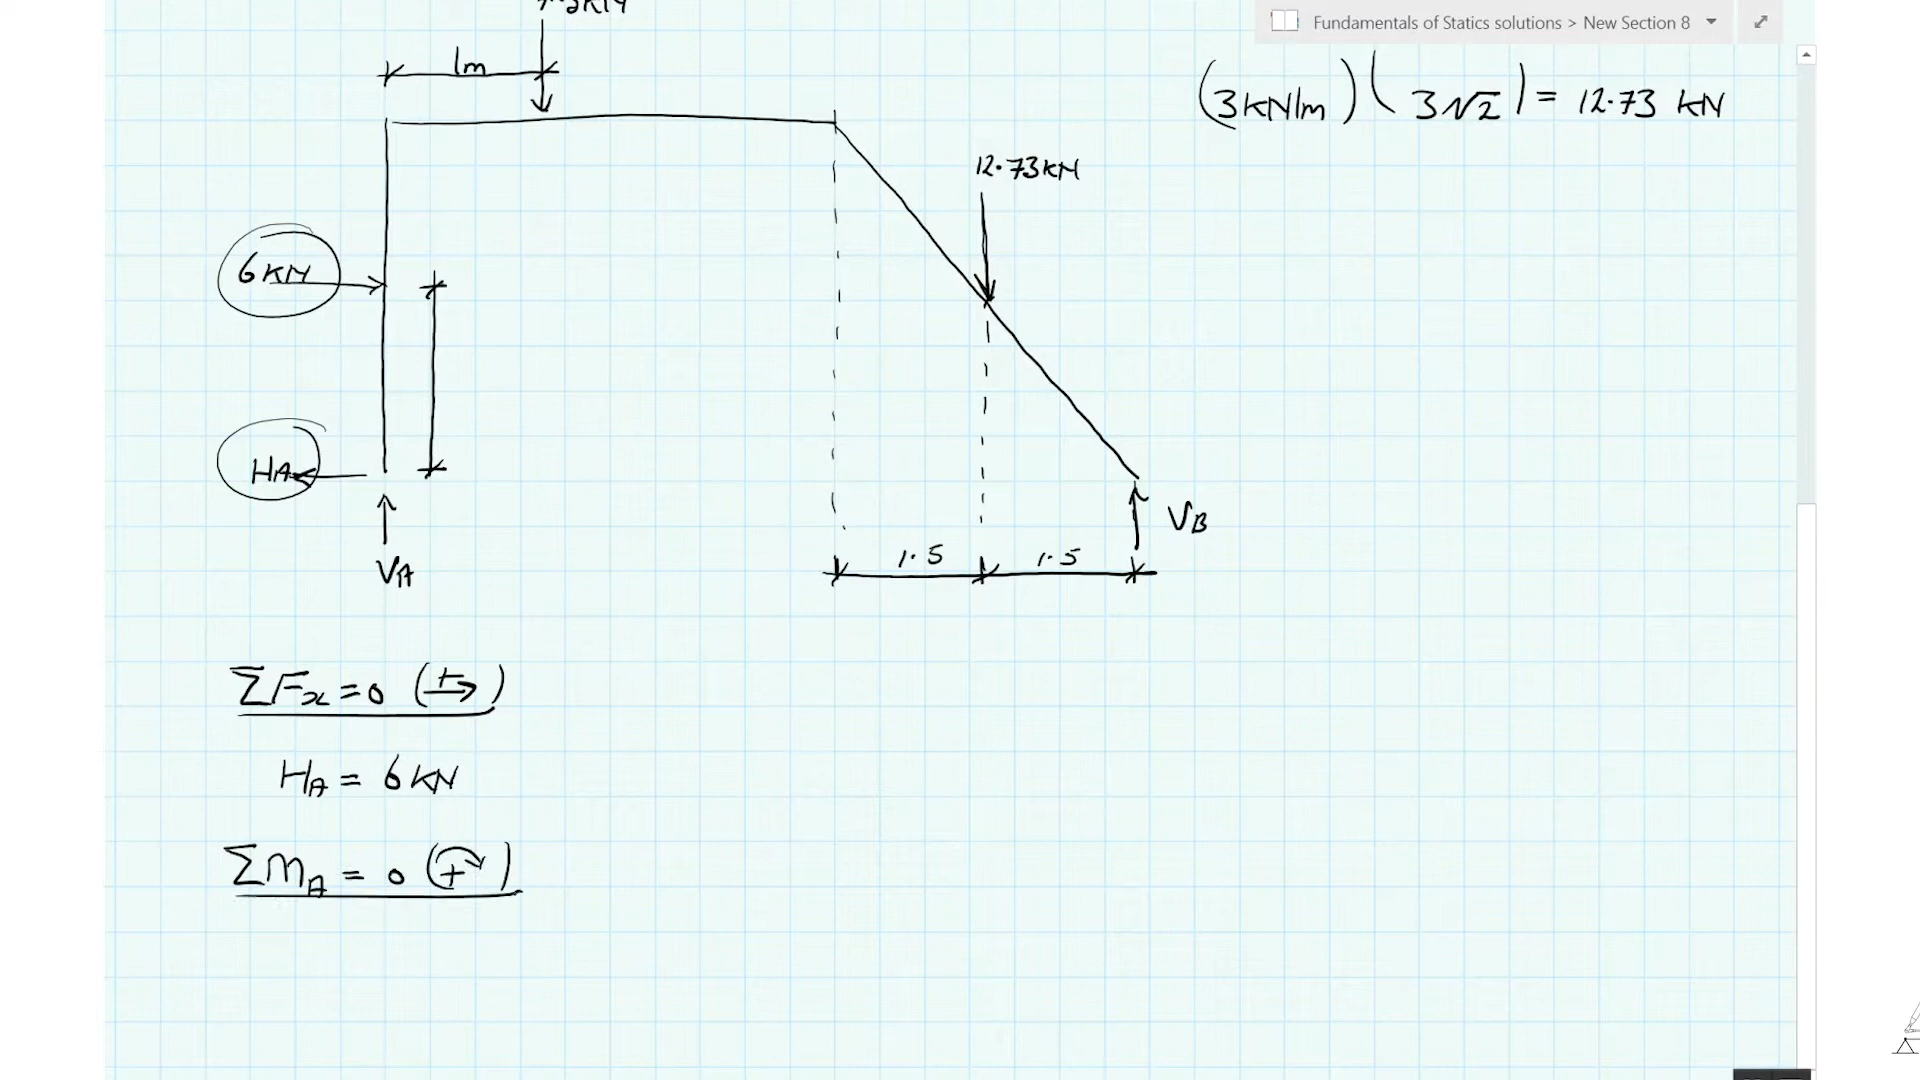 Fundamentals of Statics solutions > New Section 8
1m
(3kN/m)(3√2) = 12.73 kN
12.73kN
6kN
HA
VA
VB
1.5 1.5
ΣFx = 0 (+→)
HA = 6kN
ΣMA = 0 (+↷)